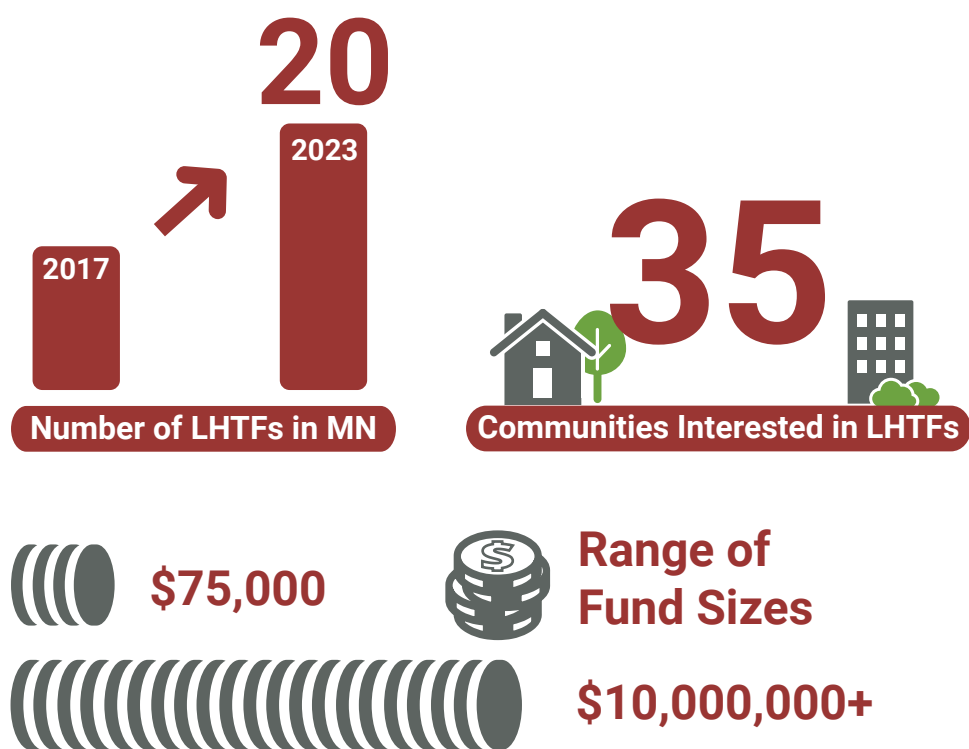 20
2023
2017
Number of LHTFs in MN
35
Communities Interested in LHTFs
$75,000
$
Range of
Fund Sizes
$10,000,000+